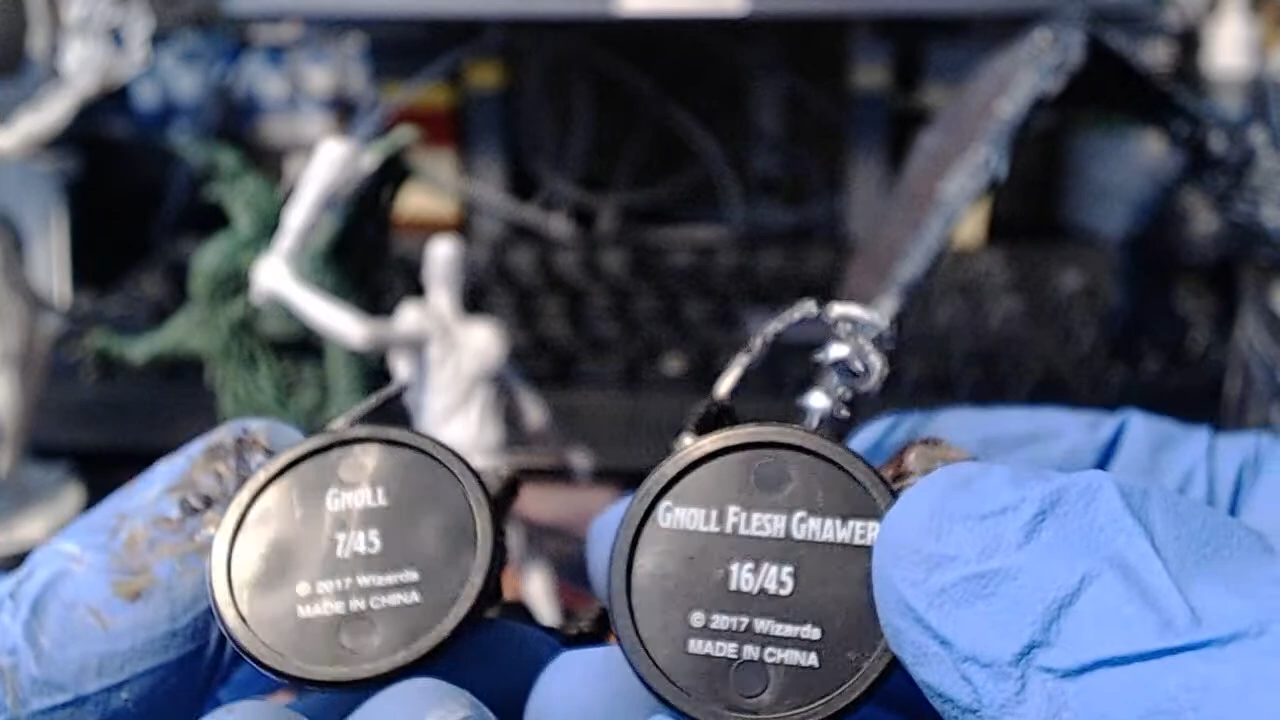 GNOLL
7/45
© 2017 Wizards
MADE IN CHINA
GNOLL FLESH GNAWER
16/45
© 2017 Wizards
MADE IN CHINA